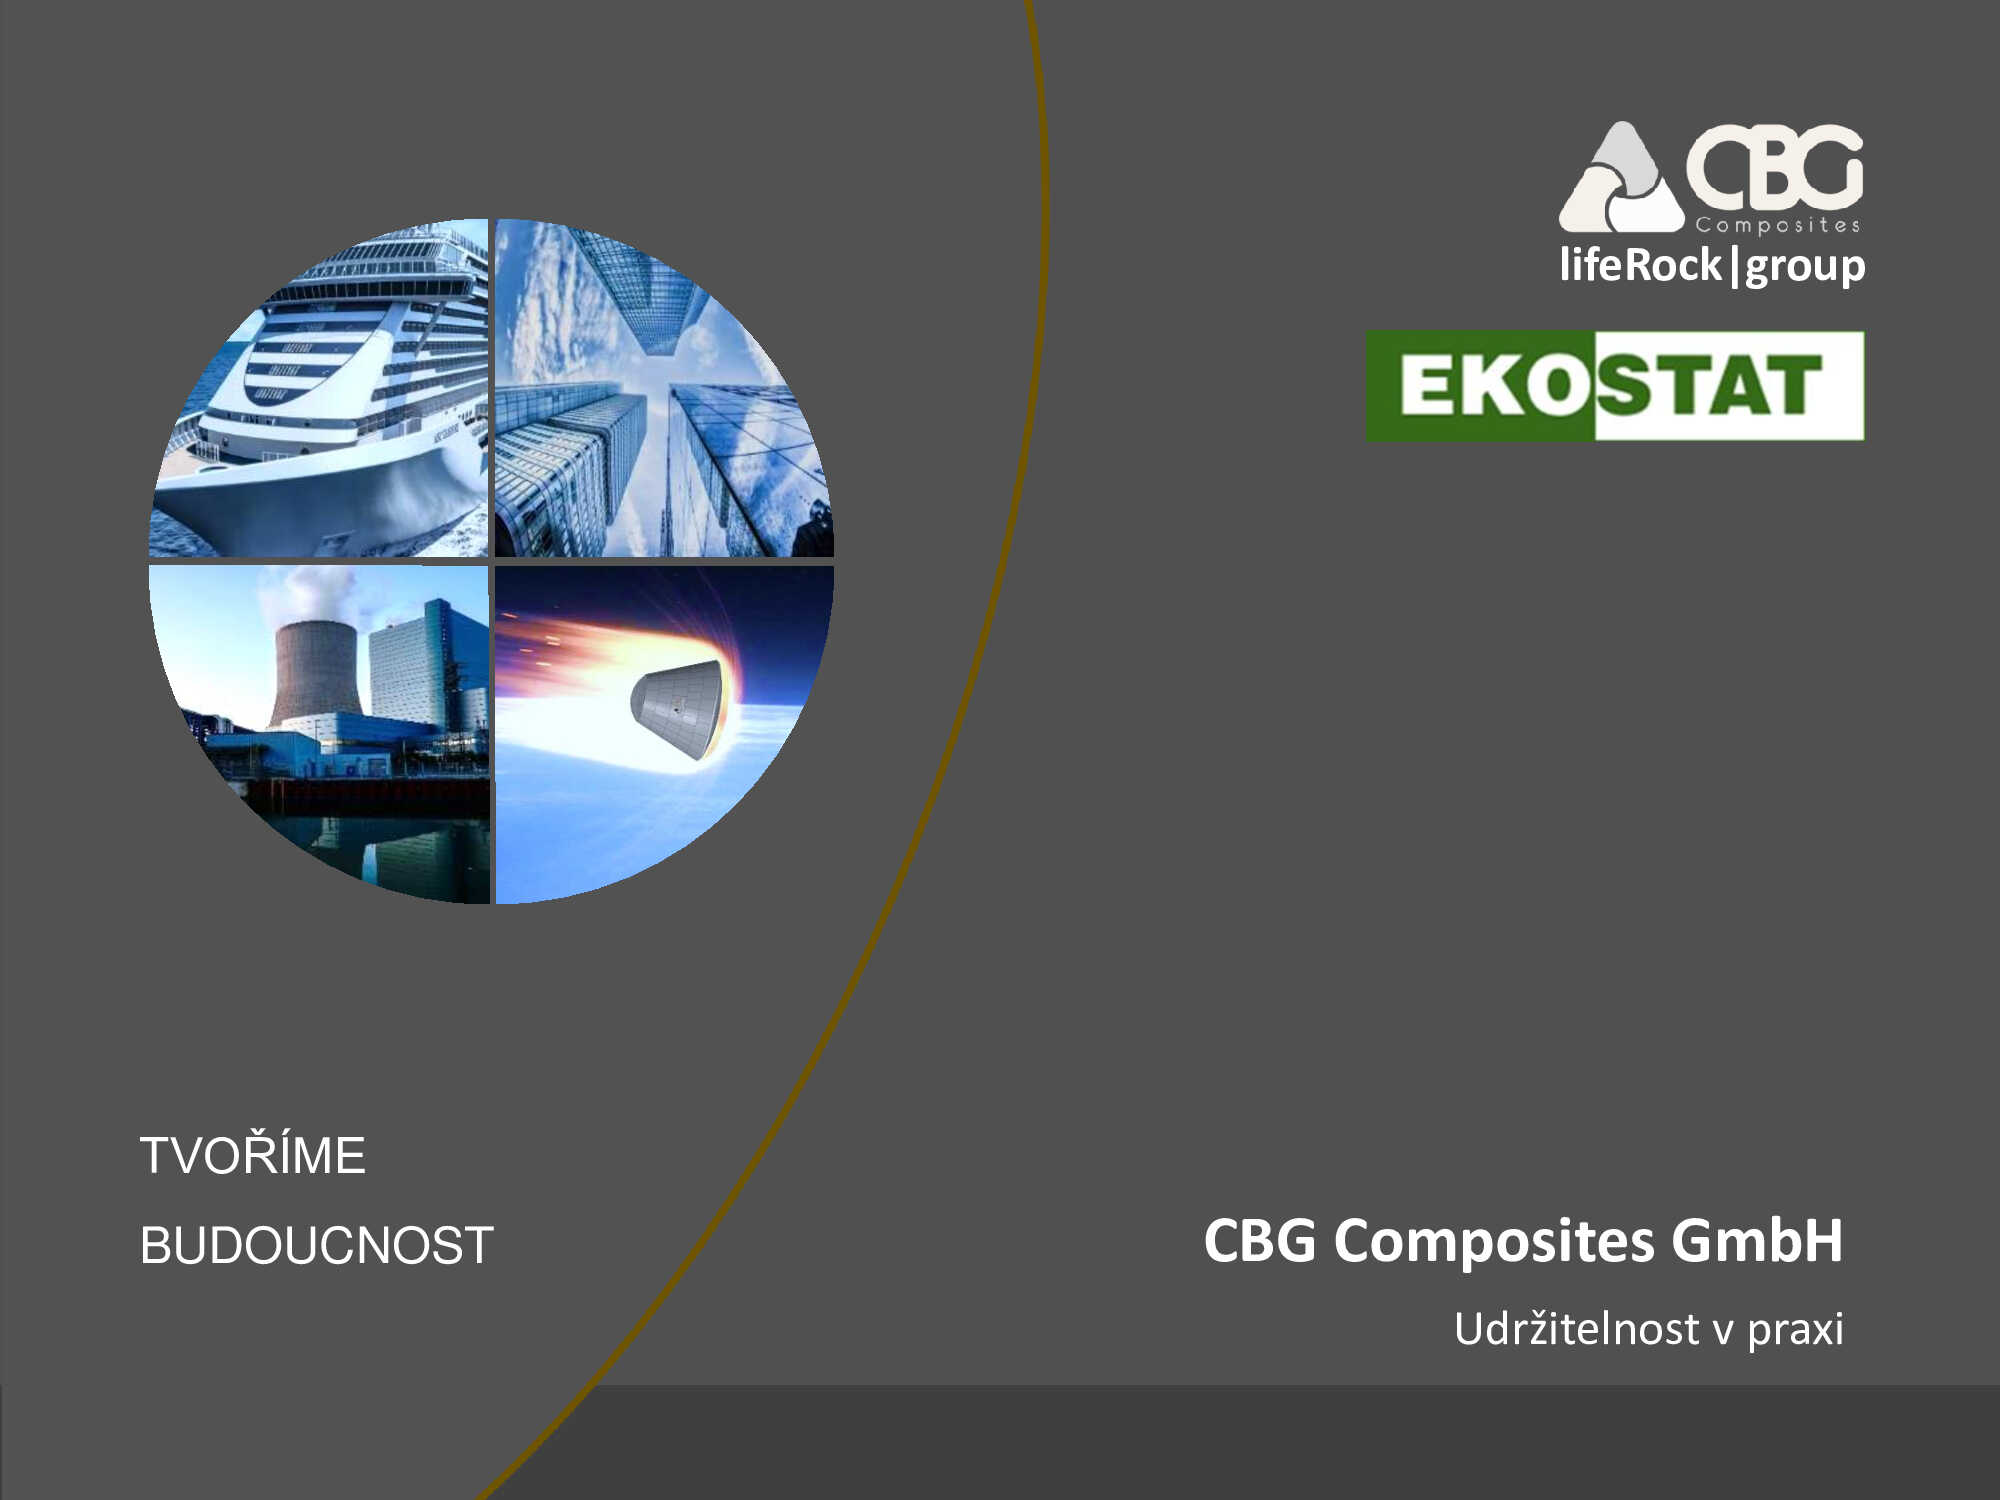 CBG
Composites
lifeRock|group
EKOSTAT
TVOŘÍME
BUDOUCNOST
CBG Composites GmbH
Udržitelnost v praxi